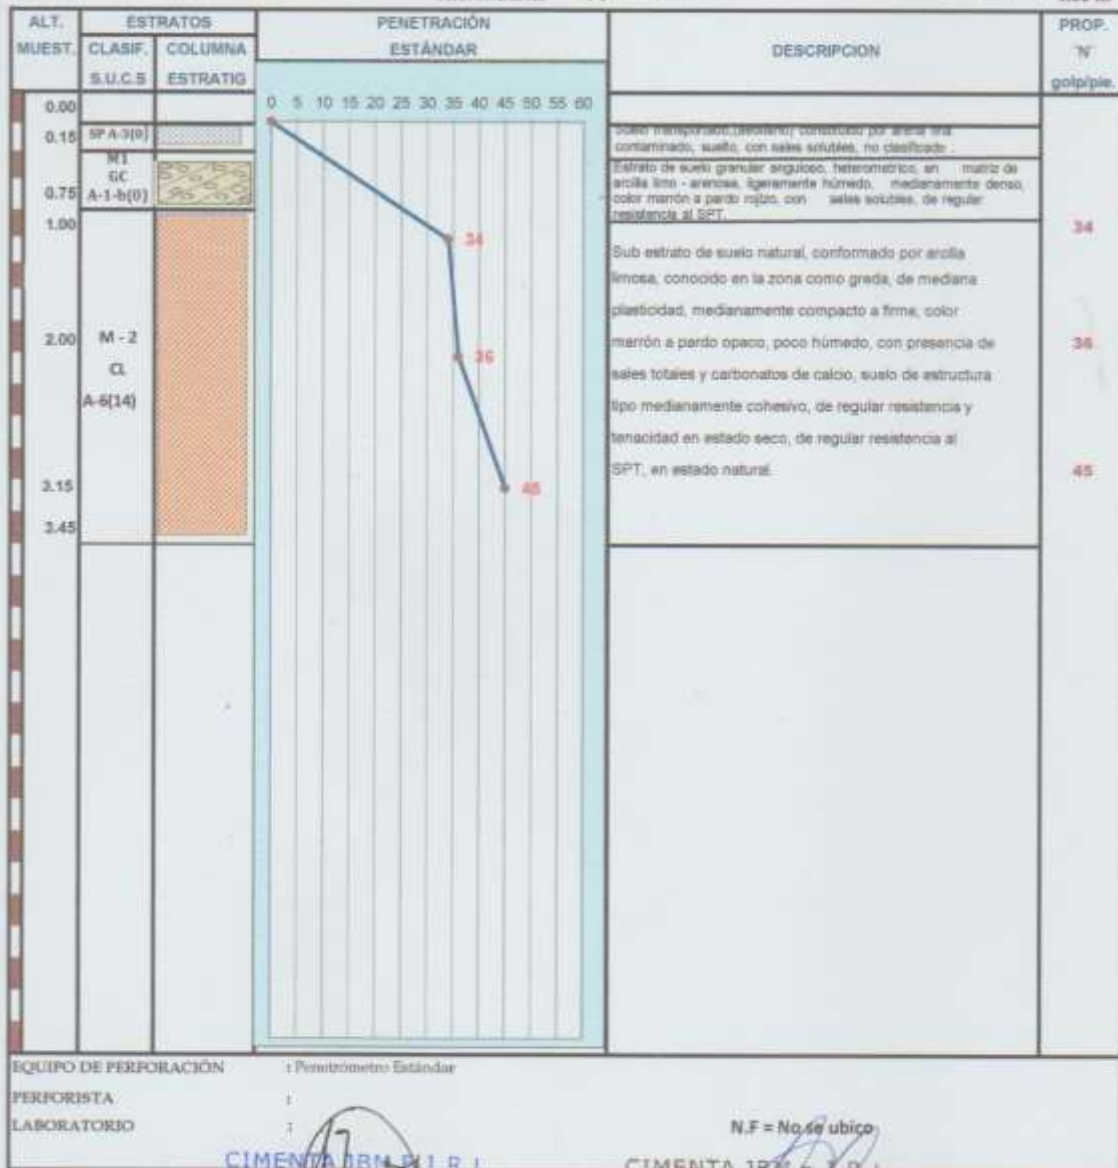 ALT.
MUEST.
ESTRATOS
CLASIF.
S.U.C.S
COLUMNA
ESTRATIG
PENETRACIÓN
ESTÁNDAR
DESCRIPCION
PROP.
"N"
golp/pie.
0 5 10 15 20 25 30 35 40 45 50 55 60
0.00
0.15
SP A-3(0)
contaminado, suelto, con sales solubles, no clasificado .
M1
GC
0.75
A-1-b(0)
Estrato de suelo granular anguloso, heterometrico, en matriz de
arcilla limo - arenosa, ligeramente húmedo, medianamente denso,
color marrón a pardo rojizo, con sales solubles, de regular
resistencia al SPT.
1.00
34
34
Sub estrato de suelo natural, conformado por arcilla
limosa, conocido en la zona como greda, de mediana
plasticidad, medianamente compacto a firme, color
marrón a pardo opaco, poco húmedo, con presencia de
sales totales y carbonatos de calcio, suelo de estructura
tipo medianamente cohesivo, de regular resistencia y
tenacidad en estado seco, de regular resistencia al
SPT, en estado natural.
2.00
M - 2
CL
A-6(14)
36
36
3.15
45
45
3.45
EQUIPO DE PERFORACIÓN : Penetrómetro Estándar
PERFORISTA :
LABORATORIO :
N.F = No se ubico
CIMENTA JBM E.I.R.L
CIMENTA